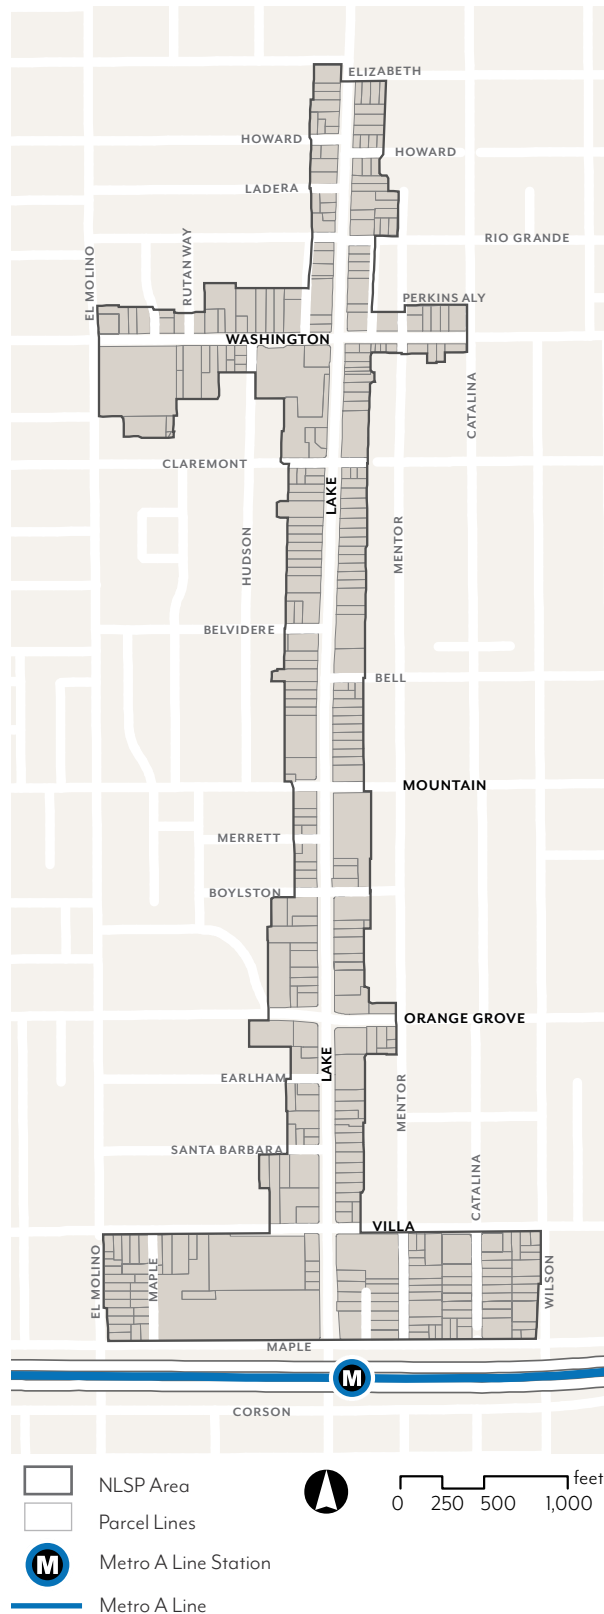 ELIZABETH
HOWARD
HOWARD
LADERA
RIO GRANDE
EL MOLINO
RUTAN WAY
PERKINS ALY
WASHINGTON
CATALINA
CLAREMONT
LAKE
HUDSON
MENTOR
BELVIDERE
BELL
MOUNTAIN
MERRETT
BOYLSTON
ORANGE GROVE
LAKE
EARLHAM
MENTOR
SANTA BARBARA
CATALINA
VILLA
EL MOLINO
MAPLE
WILSON
MAPLE
M
CORSON
NLSP Area
Parcel Lines
M Metro A Line Station
Metro A Line
feet
0 250 500 1,000